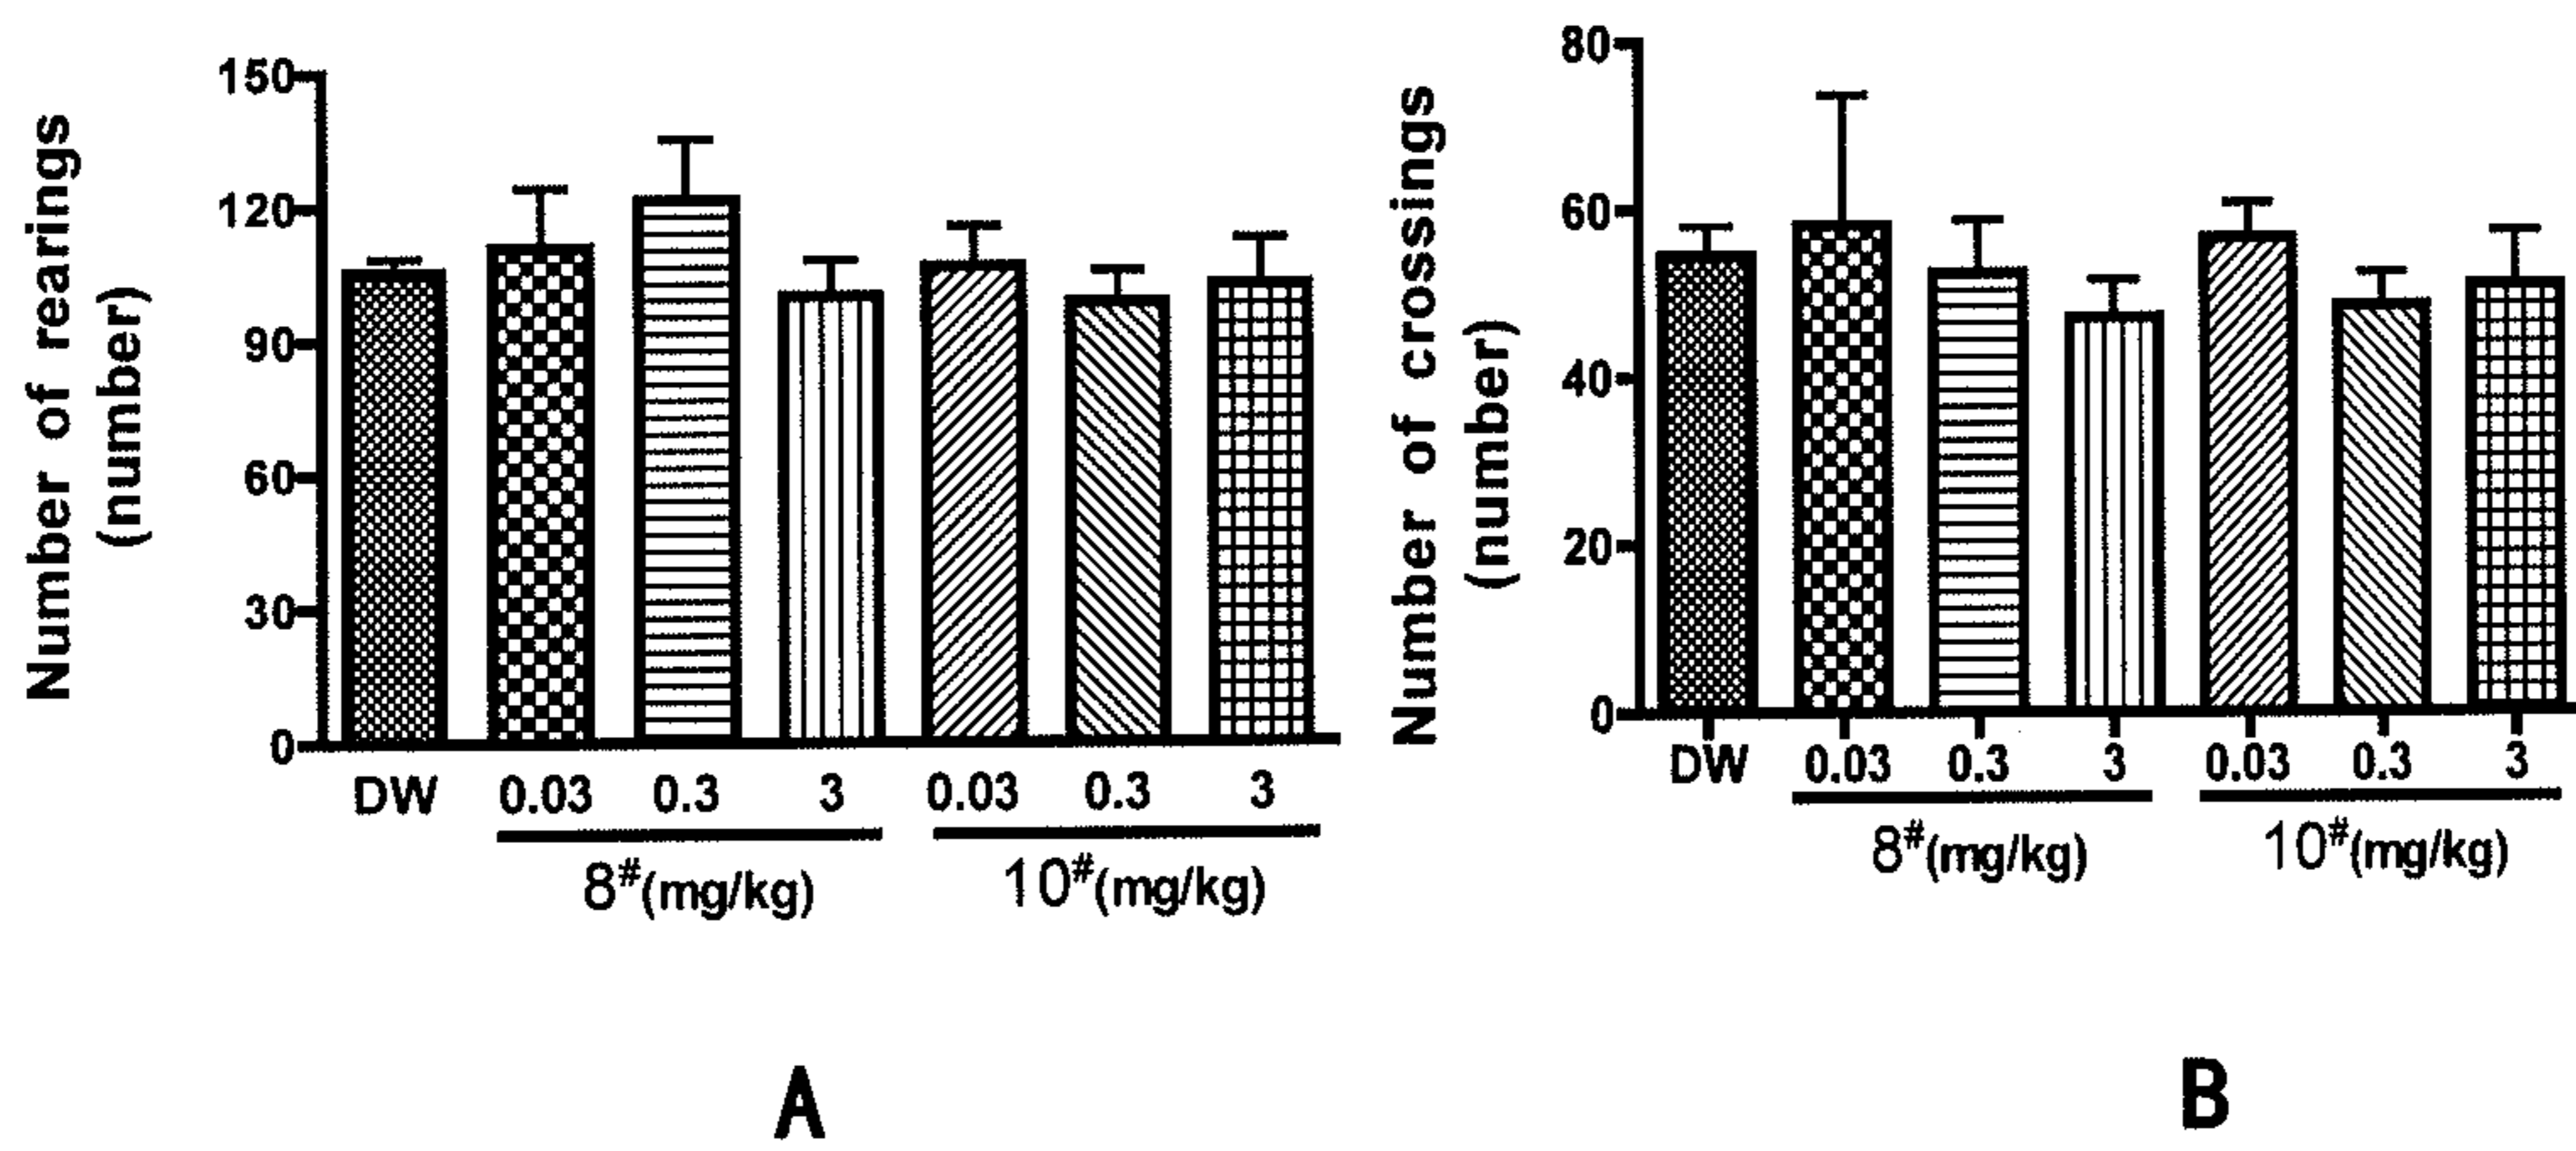 Number of rearings
(number)
150
120
90
60
30
0
DW 0.03 0.3 3 0.03 0.3 3
8#(mg/kg) 10#(mg/kg)
A
Number of crossings
(number)
80
60
40
20
0
DW 0.03 0.3 3 0.03 0.3 3
8#(mg/kg) 10#(mg/kg)
B